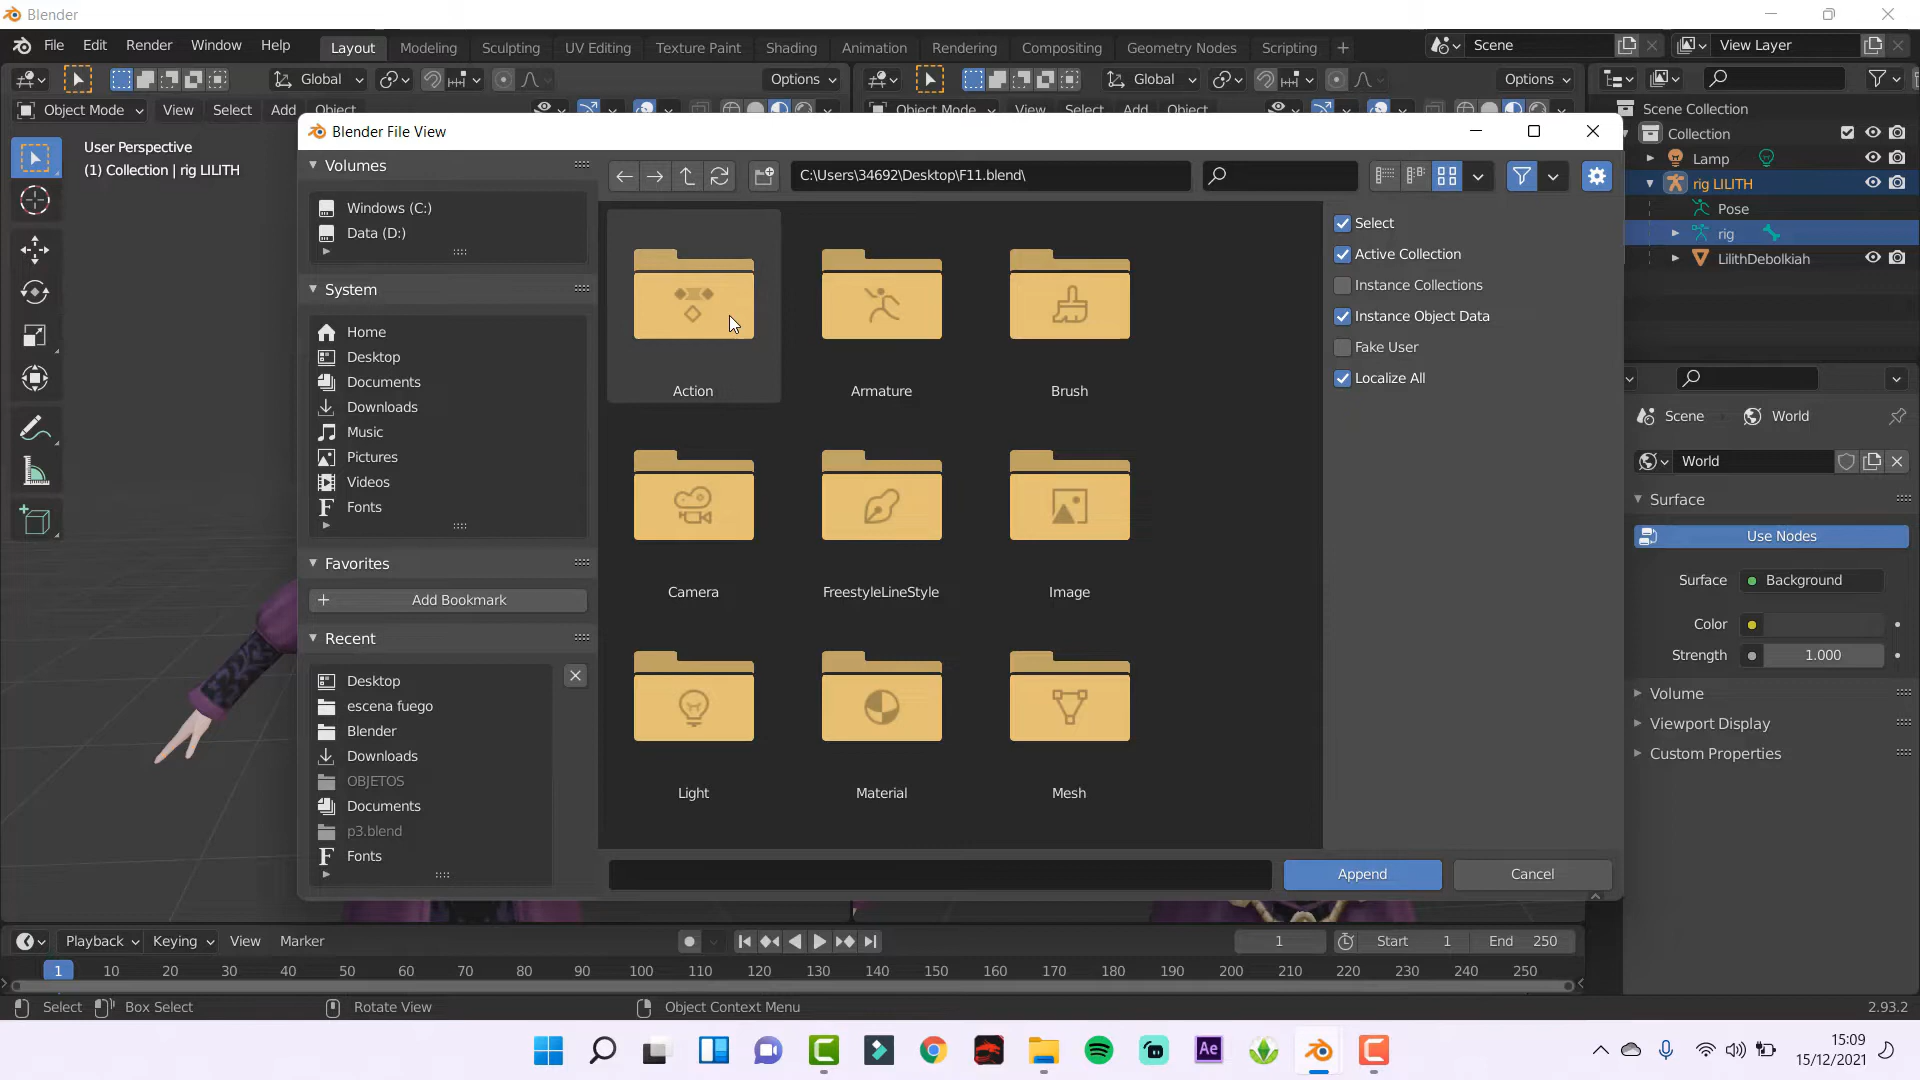 Blender
File Edit Render Window Help Layout Modeling Sculpting UV Editing Texture Paint Shading Animation Rendering Compositing Geometry Nodes Scripting + Scene View Layer
Global Options Global Options
Object Mode View Select Add Object Object Mode View Select Add Object
User Perspective
(1) Collection | rig LILITH
Blender File View
Volumes
Windows (C:)
Data (D:)
System
Home
Desktop
Documents
Downloads
Music
Pictures
Videos
Fonts
Favorites
Add Bookmark
Recent
Desktop
escena fuego
Blender
Downloads
OBJETOS
Documents
p3.blend
Fonts
C:\Users\34692\Desktop\F11.blend\
Action Armature Brush
Camera FreestyleLineStyle Image
Light Material Mesh
Select
Active Collection
Instance Collections
Instance Object Data
Fake User
Localize All
Append Cancel
Scene Collection
Collection
Lamp
rig LILITH
Pose
rig
LilithDebolkiah
Scene World
World
Surface
Use Nodes
Surface Background
Color
Strength 1.000
Volume
Viewport Display
Custom Properties
Playback Keying View Marker 1 Start 1 End 250
1 10 20 30 40 50 60 70 80 90 100 110 120 130 140 150 160 170 180 190 200 210 220 230 240 250
Select Box Select Rotate View Object Context Menu 2.93.2
Ae
15:09
15/12/2021